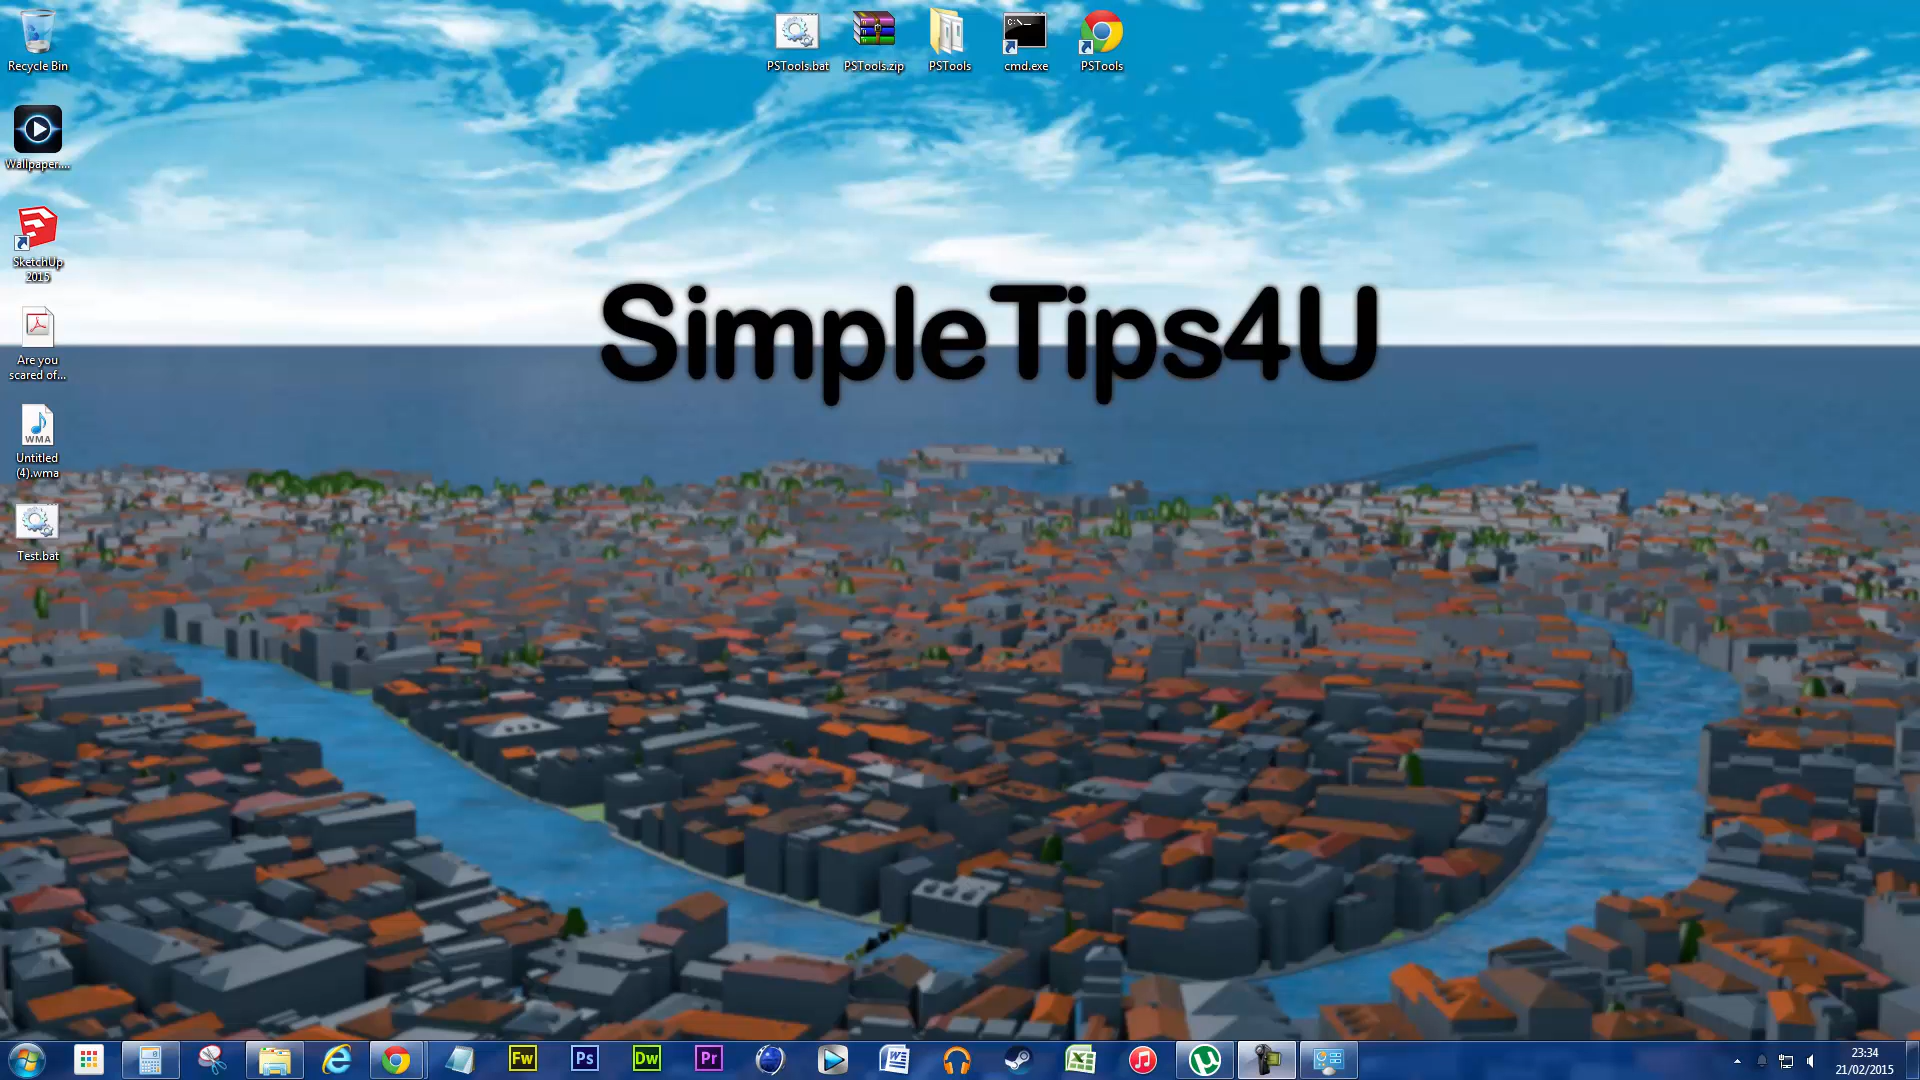 Recycle Bin
PSTools.bat
PSTools.zip
PSTools
cmd.exe
PSTools
C:\>_
Wallpaper....
SketchUp
2015
Are you
scared of...
WMA
Untitled
(4).wma
Test.bat
SimpleTips4U
Fw
Ps
Dw
Pr
23:34
21/02/2015